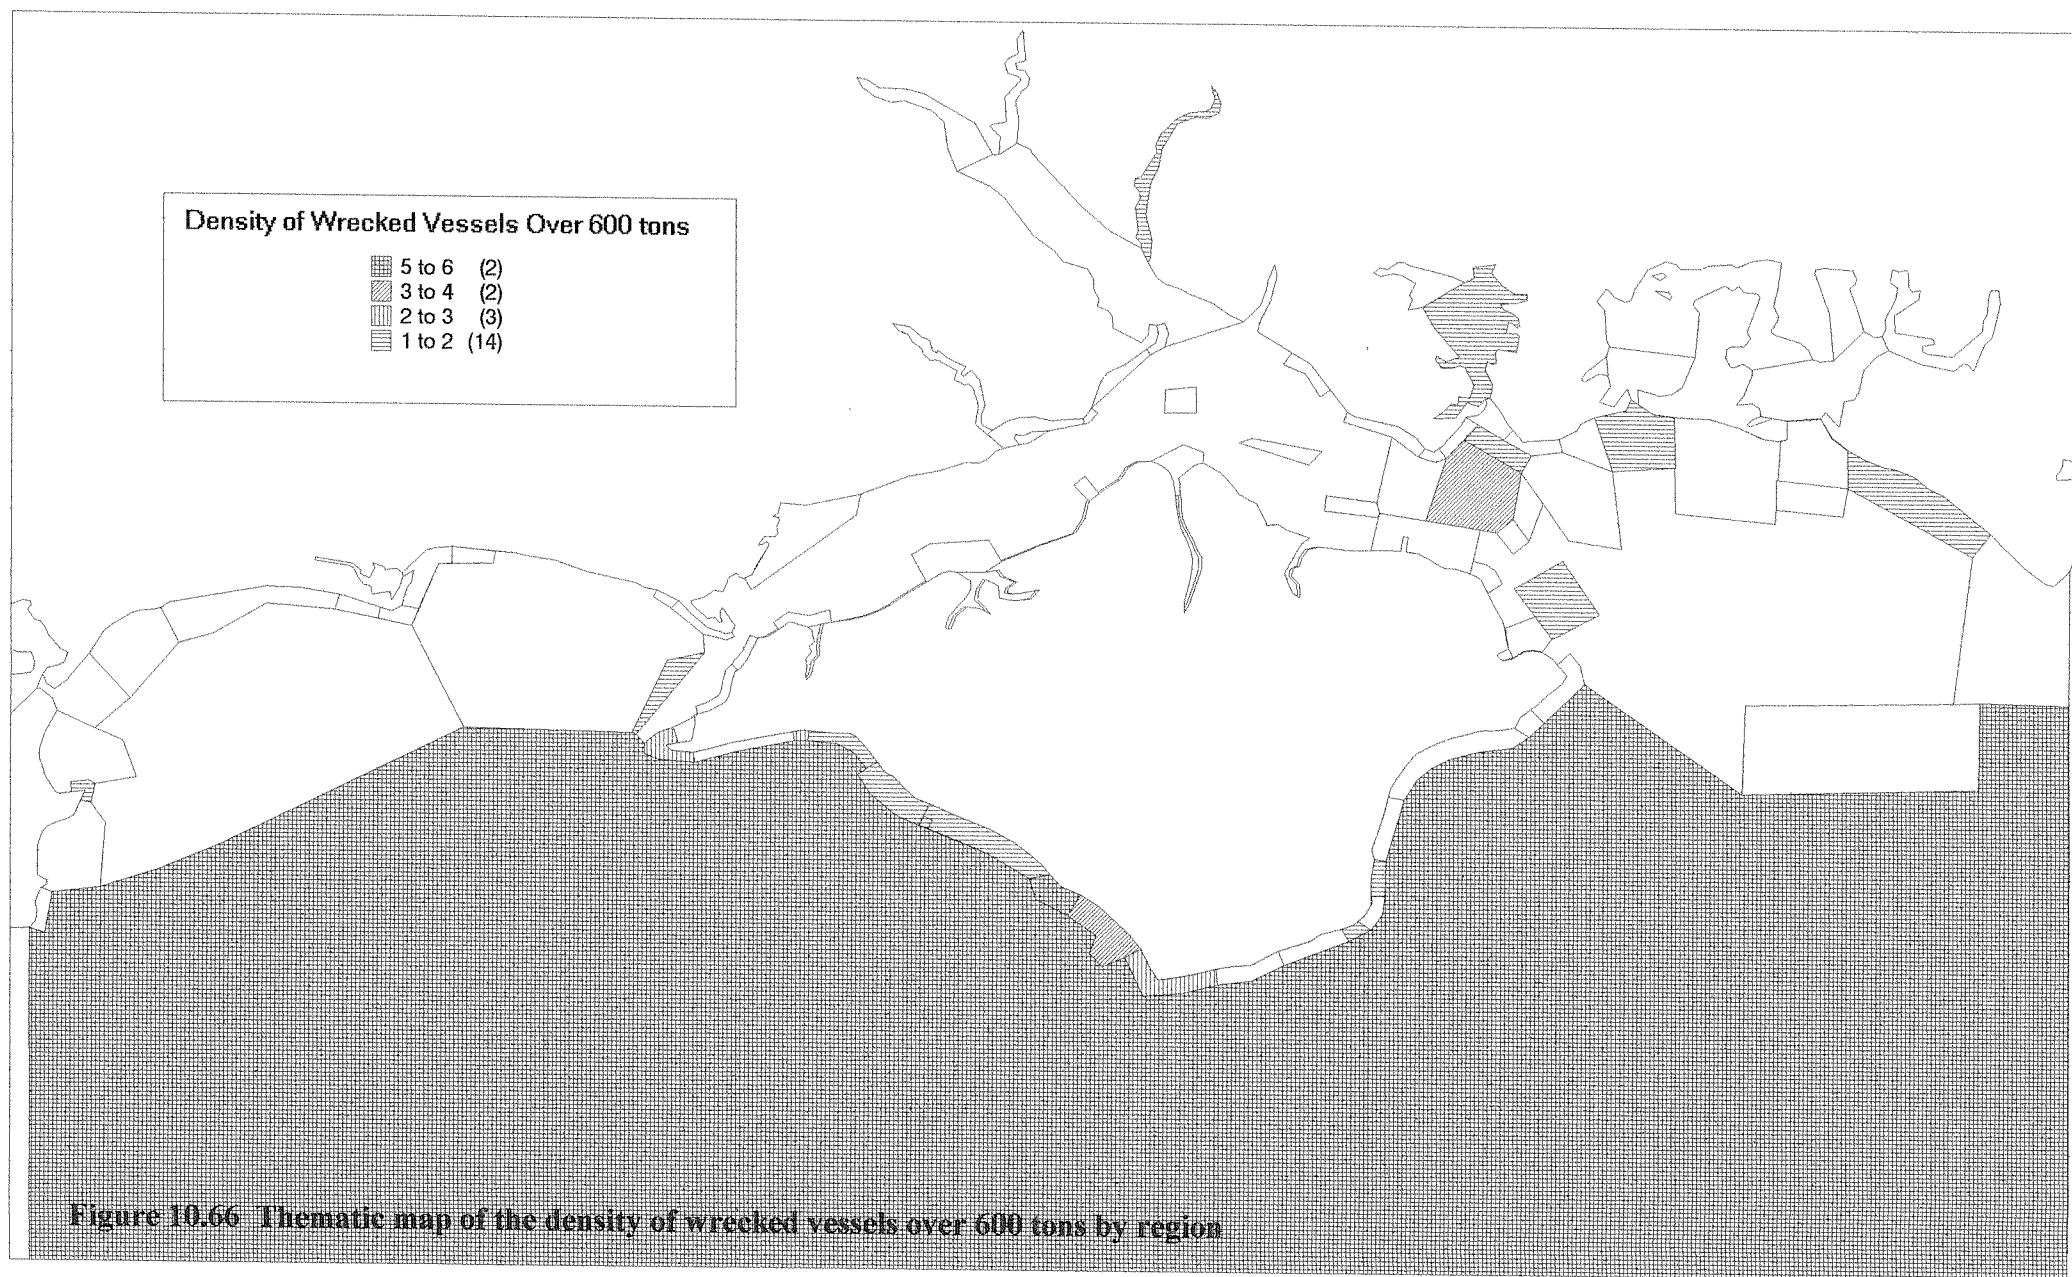 Density of Wrecked Vessels Over 600 tons
5 to 6 (2)
3 to 4 (2)
2 to 3 (3)
1 to 2 (14)
Figure 10.66 Thematic map of the density of wrecked vessels over 600 tons by region